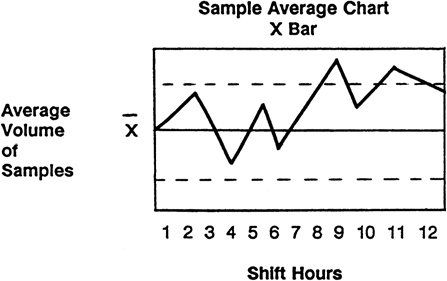 Sample Average Chart
X Bar
Average
Volume
of
Samples
X̄
1 2 3 4 5 6 7 8 9 10 11 12
Shift Hours